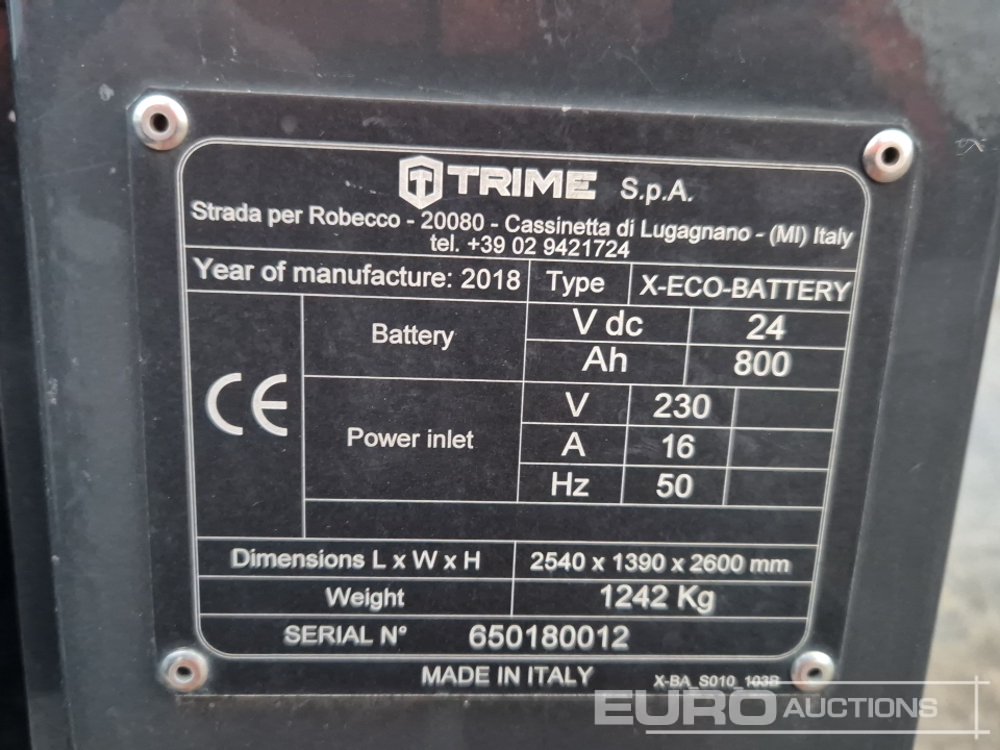 TRIME S.p.A.
Strada per Robecco - 20080 - Cassinetta di Lugagnano - (MI) Italy
tel. +39 02 9421724
Year of manufacture: 2018 Type X-ECO-BATTERY
Battery V dc 24
Ah 800
CE
Power inlet V 230
A 16
Hz 50
Dimensions L x W x H 2540 x 1390 x 2600 mm
Weight 1242 Kg
SERIAL N° 650180012
MADE IN ITALY X-BA_S010_103B
EURO AUCTIONS